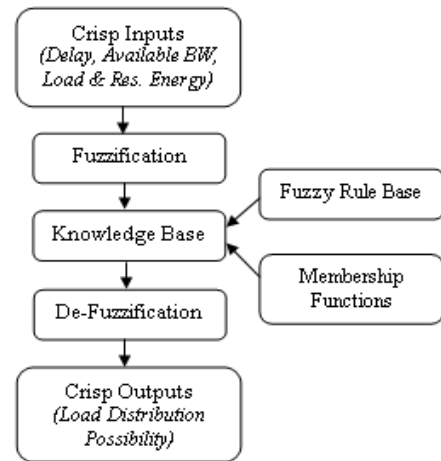 Crisp Inputs
(Delay, Available BW,
Load & Res. Energy)
Fuzzification
Fuzzy Rule Base
Knowledge Base
Membership
Functions
De-Fuzzification
Crisp Outputs
(Load Distribution
Possibility)